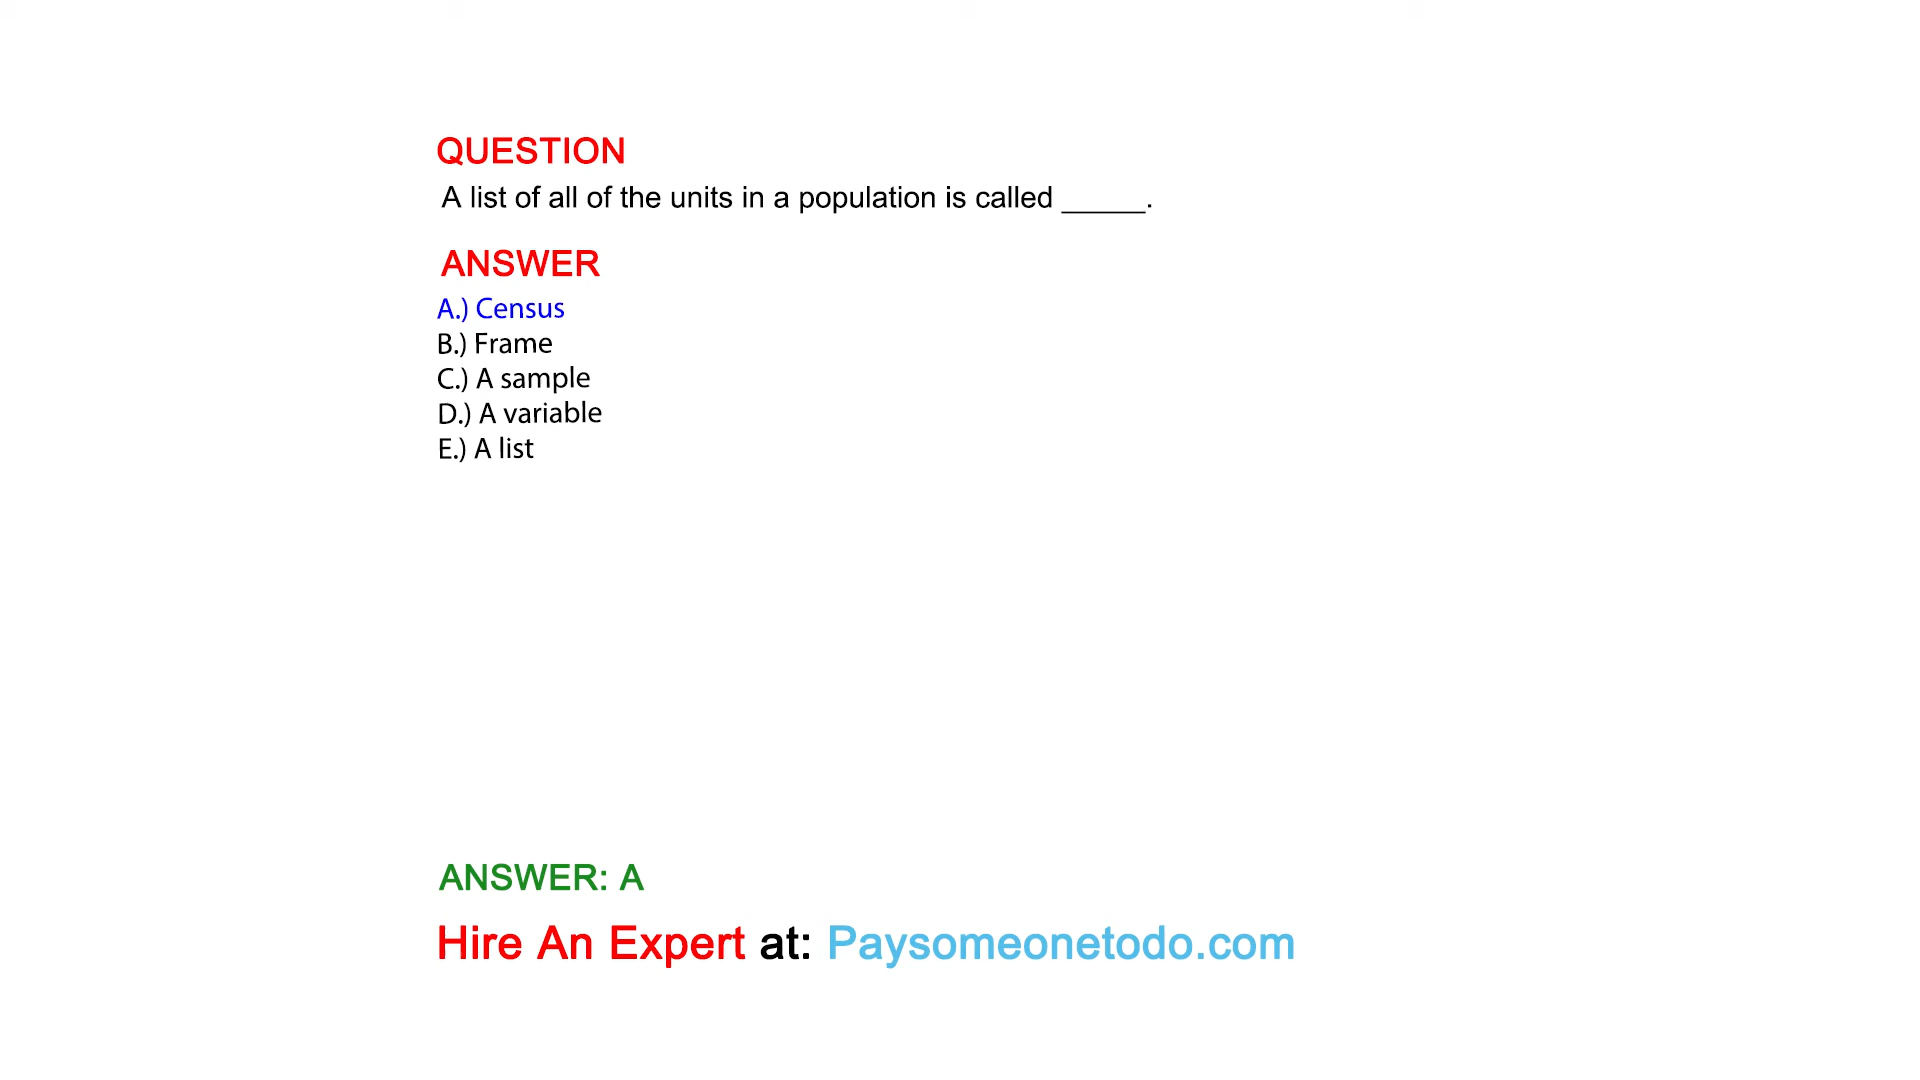 QUESTION
A list of all of the units in a population is called _____.
ANSWER
A.) Census
B.) Frame
C.) A sample
D.) A variable
E.) A list
ANSWER: A
Hire An Expert at: Paysomeonetodo.com